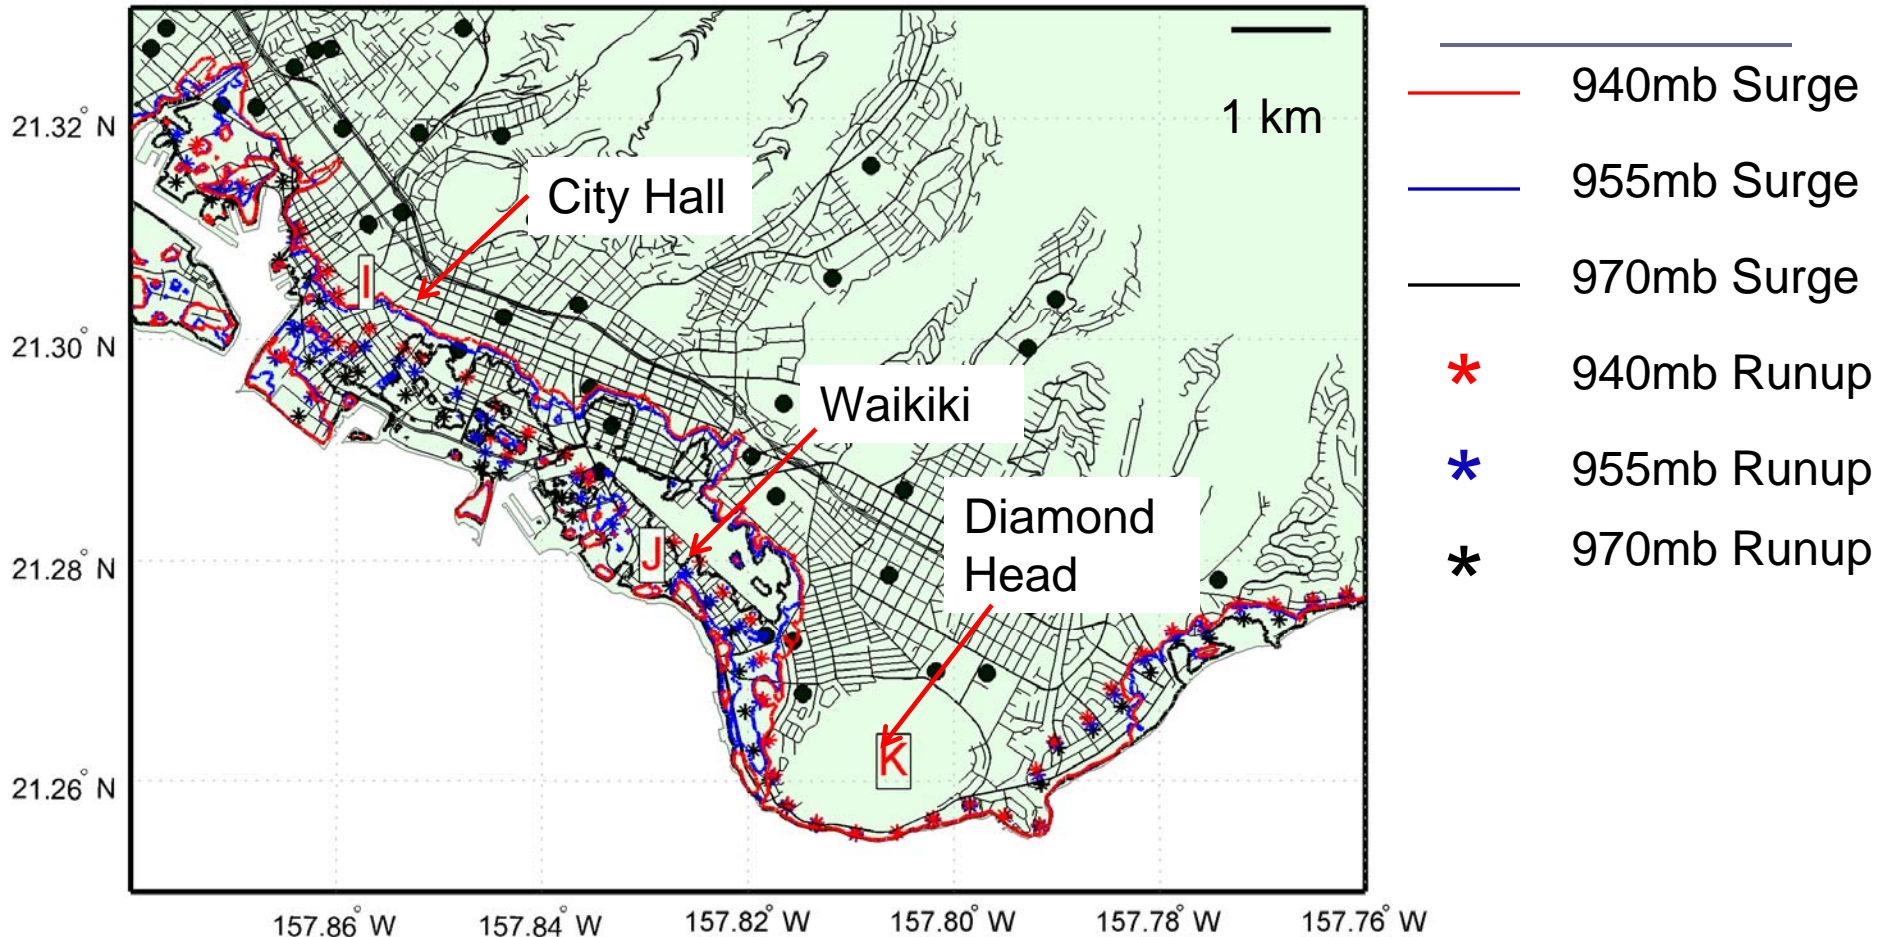 21.32° N
21.30° N
21.28° N
21.26° N
157.86° W
157.84° W
157.82° W
157.80° W
157.78° W
157.76° W
1 km
City Hall
I
Waikiki
J
Diamond
Head
K
940mb Surge
955mb Surge
970mb Surge
940mb Runup
955mb Runup
970mb Runup